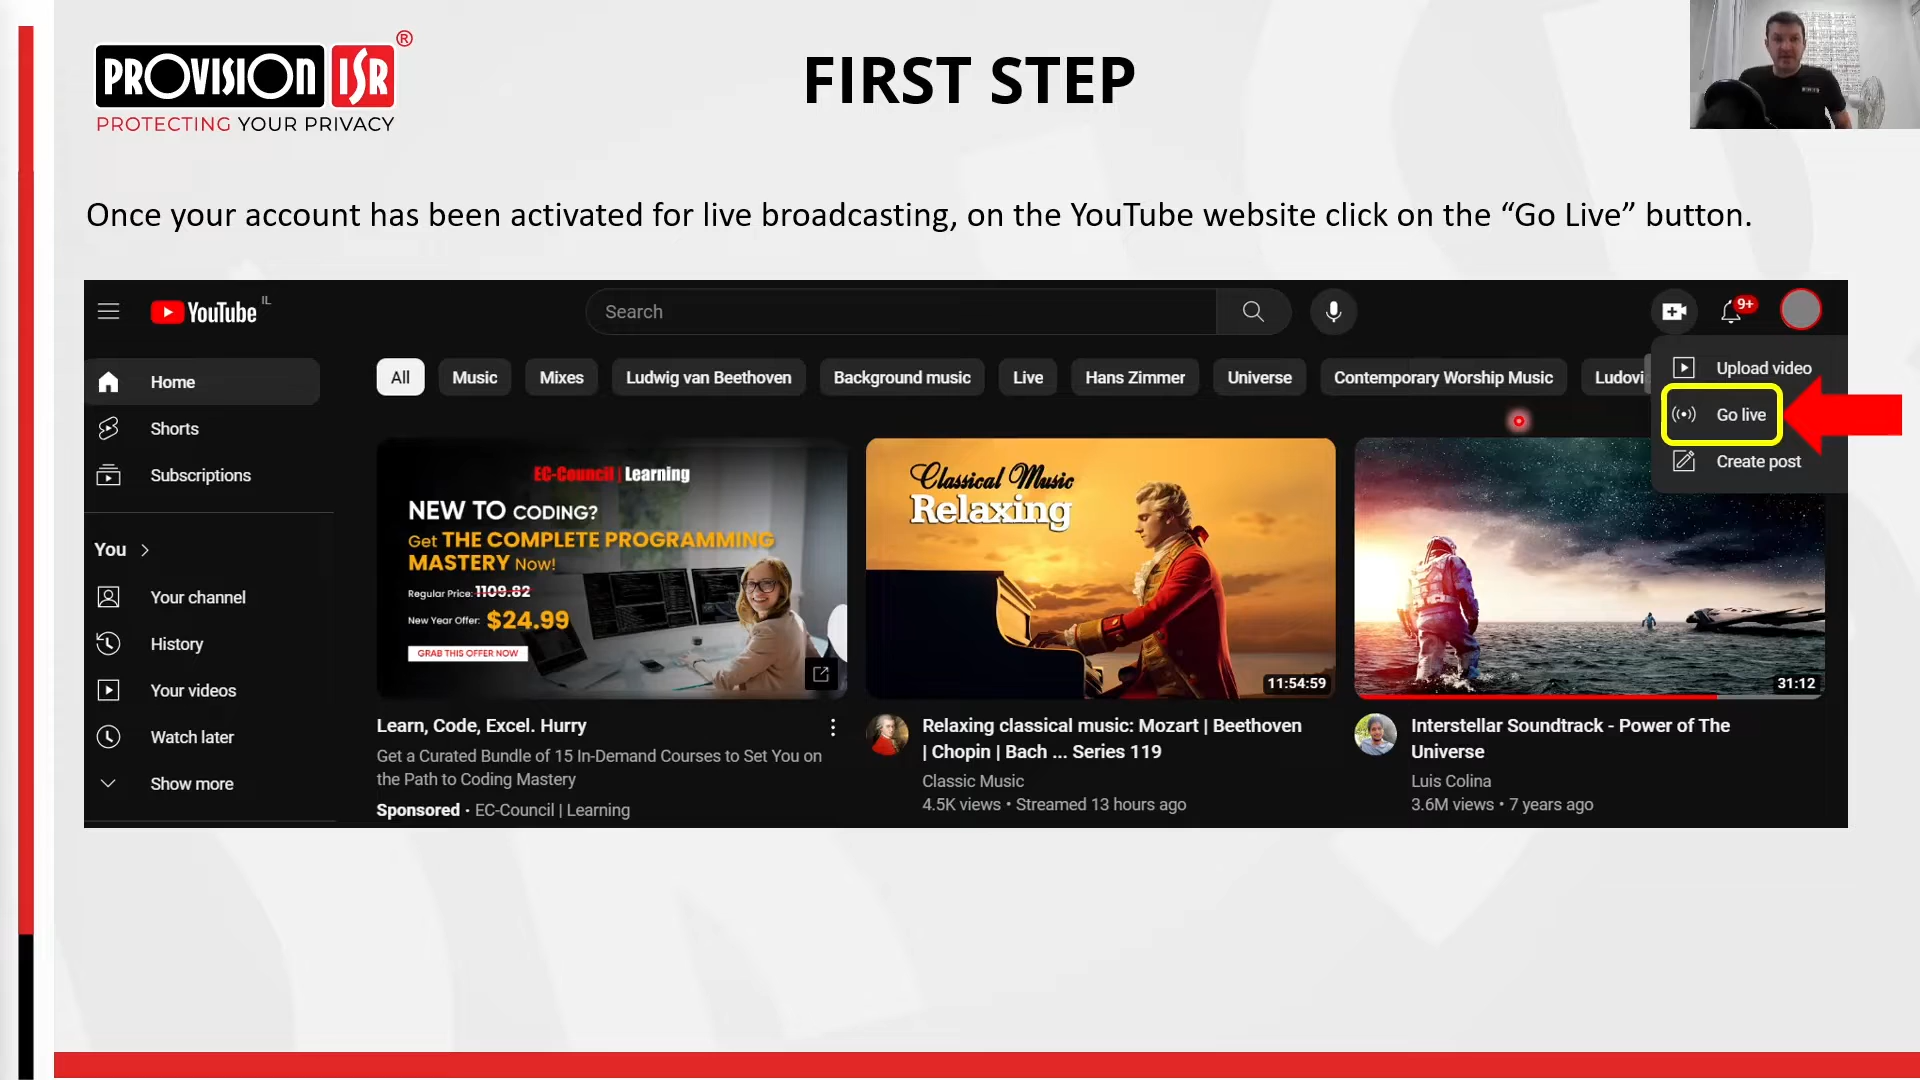 PROVISION ISR ®
PROTECTING YOUR PRIVACY
FIRST STEP
Once your account has been activated for live broadcasting, on the YouTube website click on the “Go Live” button.
YouTube IL
Search
9+
Home
Shorts
Subscriptions
You
Your channel
History
Your videos
Watch later
Show more
All
Music
Mixes
Ludwig van Beethoven
Background music
Live
Hans Zimmer
Universe
Contemporary Worship Music
Ludovi
Upload video
Go live
Create post
EC-Council | Learning
NEW TO CODING?
Get THE COMPLETE PROGRAMMING
MASTERY Now!
Regular Price: 1109.82
New Year Offer: $24.99
GRAB THIS OFFER NOW
Learn, Code, Excel. Hurry
Get a Curated Bundle of 15 In-Demand Courses to Set You on
the Path to Coding Mastery
Sponsored · EC-Council | Learning
Classical Music
Relaxing
11:54:59
Relaxing classical music: Mozart | Beethoven
| Chopin | Bach ... Series 119
Classic Music
4.5K views • Streamed 13 hours ago
31:12
Interstellar Soundtrack - Power of The
Universe
Luis Colina
3.6M views • 7 years ago